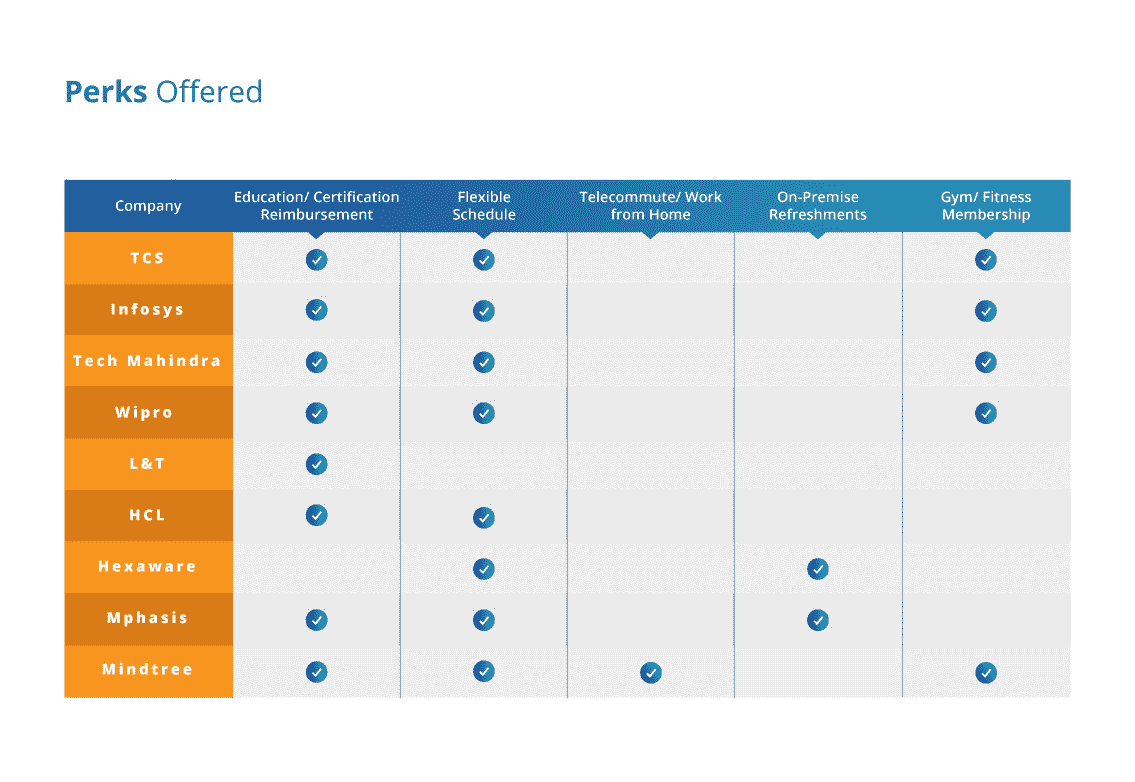 Perks Offered
Company
Education/ Certification
Reimbursement
Flexible
Schedule
Telecommute/ Work
from Home
On-Premise
Refreshments
Gym/ Fitness
Membership
TCS
Infosys
Tech Mahindra
Wipro
L&T
HCL
Hexaware
Mphasis
Mindtree